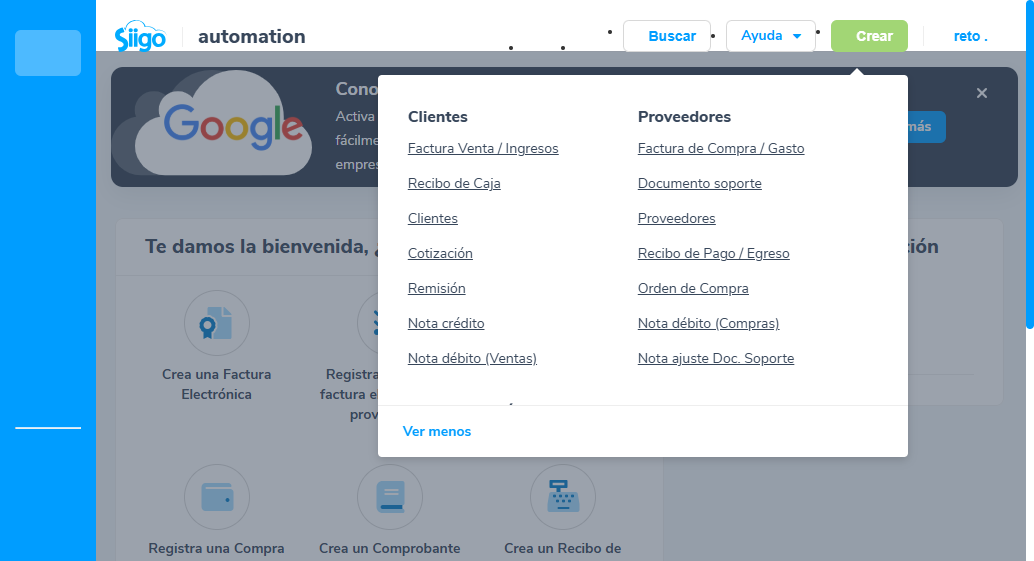 Siigo
automation
Buscar
Ayuda
Crear
reto .
Google
Cono
Activa
fácilme
empres
más
Clientes
Factura Venta / Ingresos
Recibo de Caja
Clientes
Cotización
Remisión
Nota crédito
Nota débito (Ventas)
Proveedores
Factura de Compra / Gasto
Documento soporte
Proveedores
Recibo de Pago / Egreso
Orden de Compra
Nota débito (Compras)
Nota ajuste Doc. Soporte
Ver menos
Te damos la bienvenida, ¿
ción
Crea una Factura
Electrónica
Registra
factura el
prov
Registra una Compra
Crea un Comprobante
Crea un Recibo de